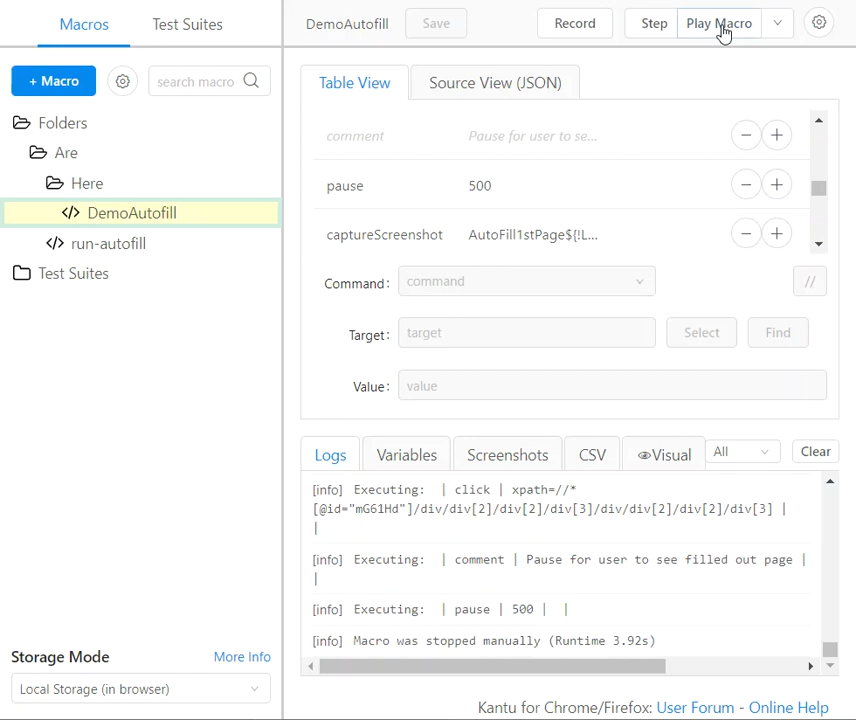 Macros Test Suites
DemoAutofill Save Record Step Play Macro
+ Macro search macro
Folders
Are
Here
DemoAutofill
run-autofill
Test Suites
Storage Mode More Info
Local Storage (in browser)
Table View Source View (JSON)
comment Pause for user to se...
pause 500
captureScreenshot AutoFill1stPage${!L...
Command: command //
Target: target Select Find
Value: value
Logs Variables Screenshots CSV Visual All Clear
[info] Executing: | click | xpath=//*
[@id="mG61Hd"]/div/div[2]/div[2]/div[3]/div/div[2]/div[2]/div[3] |
|
[info] Executing: | comment | Pause for user to see filled out page |
|
[info] Executing: | pause | 500 | |
[info] Macro was stopped manually (Runtime 3.92s)
Kantu for Chrome/Firefox: User Forum - Online Help